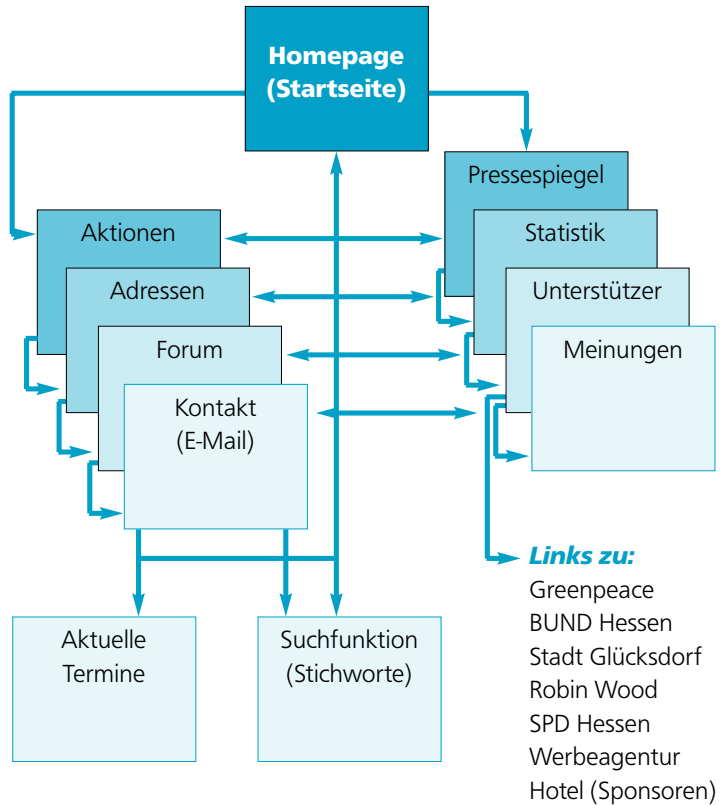 Homepage
(Startseite)
Pressespiegel
Aktionen
Statistik
Adressen
Unterstützer
Forum
Meinungen
Kontakt
(E-Mail)
Links zu:
Greenpeace
BUND Hessen
Stadt Glücksdorf
Robin Wood
SPD Hessen
Werbeagentur
Hotel (Sponsoren)
Aktuelle
Termine
Suchfunktion
(Stichworte)